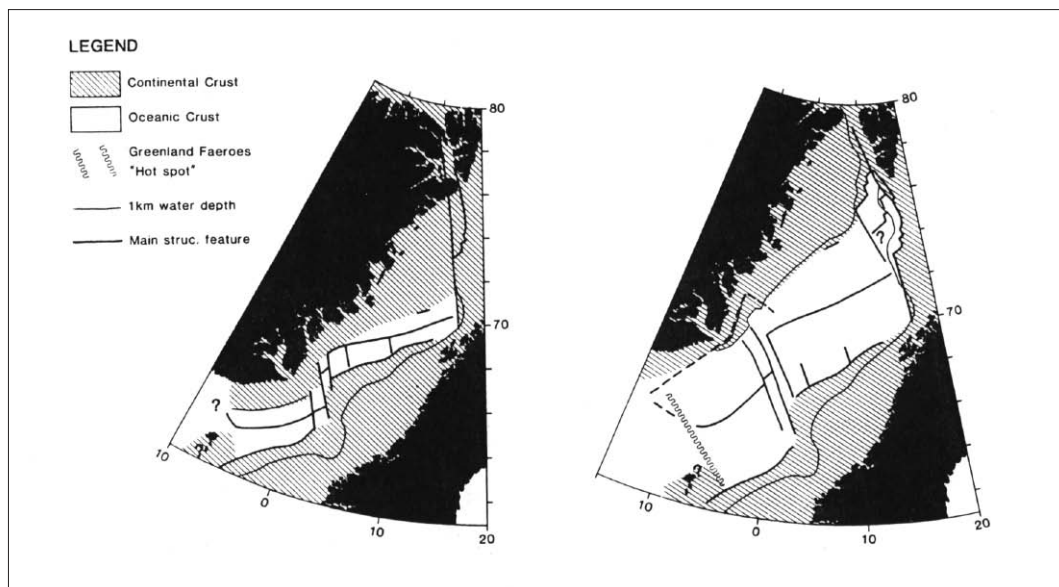 LEGEND
Continental Crust
Oceanic Crust
Greenland Faeroes
"Hot spot"
1km water depth
Main struc. feature
80
70
?
?
10
0
10
20
80
?
70
?
10
0
10
20